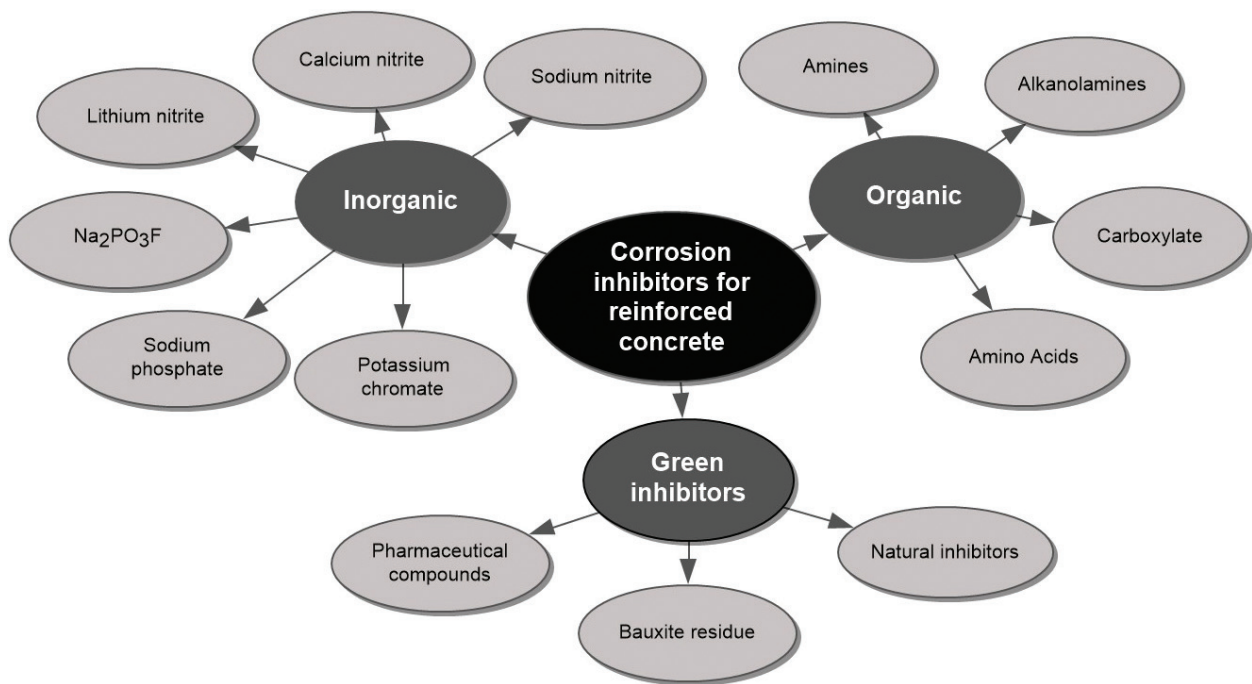 Calcium nitrite
Sodium nitrite
Lithium nitrite
Inorganic
Na₂PO₃F
Sodium
phosphate
Potassium
chromate
Corrosion
inhibitors for
reinforced
concrete
Amines
Alkanolamines
Organic
Carboxylate
Amino Acids
Green
inhibitors
Pharmaceutical
compounds
Bauxite residue
Natural inhibitors